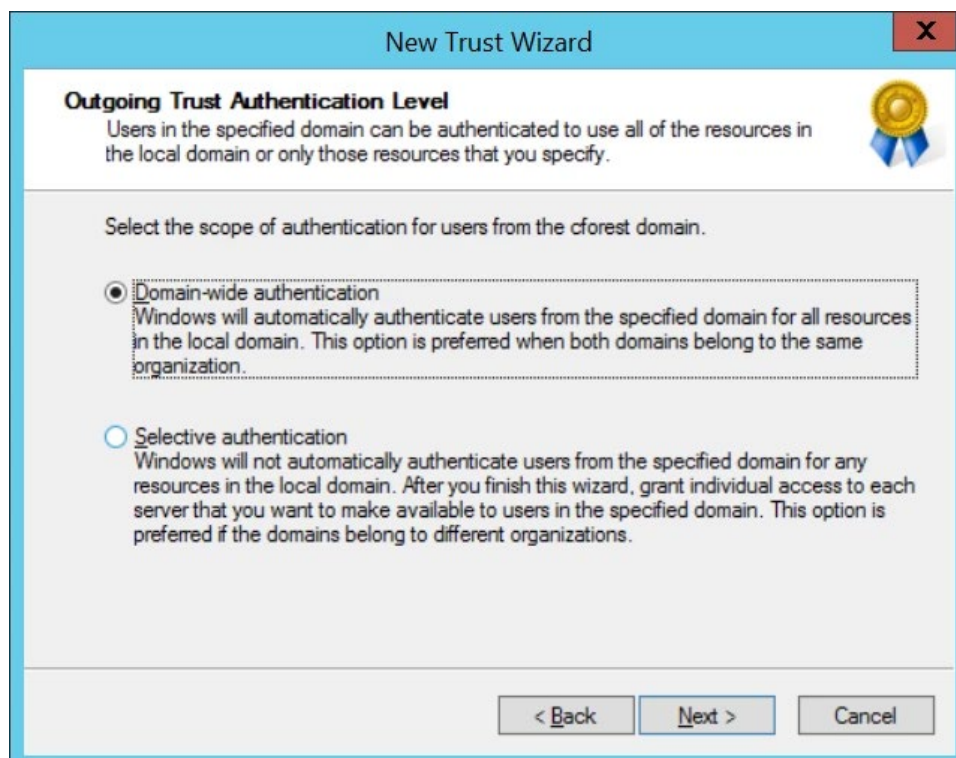 New Trust Wizard
X
Outgoing Trust Authentication Level
Users in the specified domain can be authenticated to use all of the resources in
the local domain or only those resources that you specify.
Select the scope of authentication for users from the cforest domain.
Domain-wide authentication
Windows will automatically authenticate users from the specified domain for all resources
in the local domain. This option is preferred when both domains belong to the same
organization.
Selective authentication
Windows will not automatically authenticate users from the specified domain for any
resources in the local domain. After you finish this wizard, grant individual access to each
server that you want to make available to users in the specified domain. This option is
preferred if the domains belong to different organizations.
< Back
Next >
Cancel